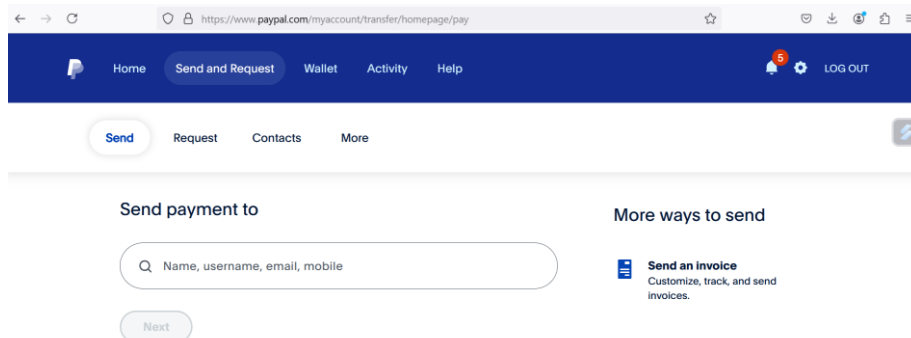 https://www.paypal.com/myaccount/transfer/homepage/pay
Home Send and Request Wallet Activity Help 5 LOG OUT
Send Request Contacts More
Send payment to
More ways to send
Name, username, email, mobile
Send an invoice
Customize, track, and send
invoices.
Next